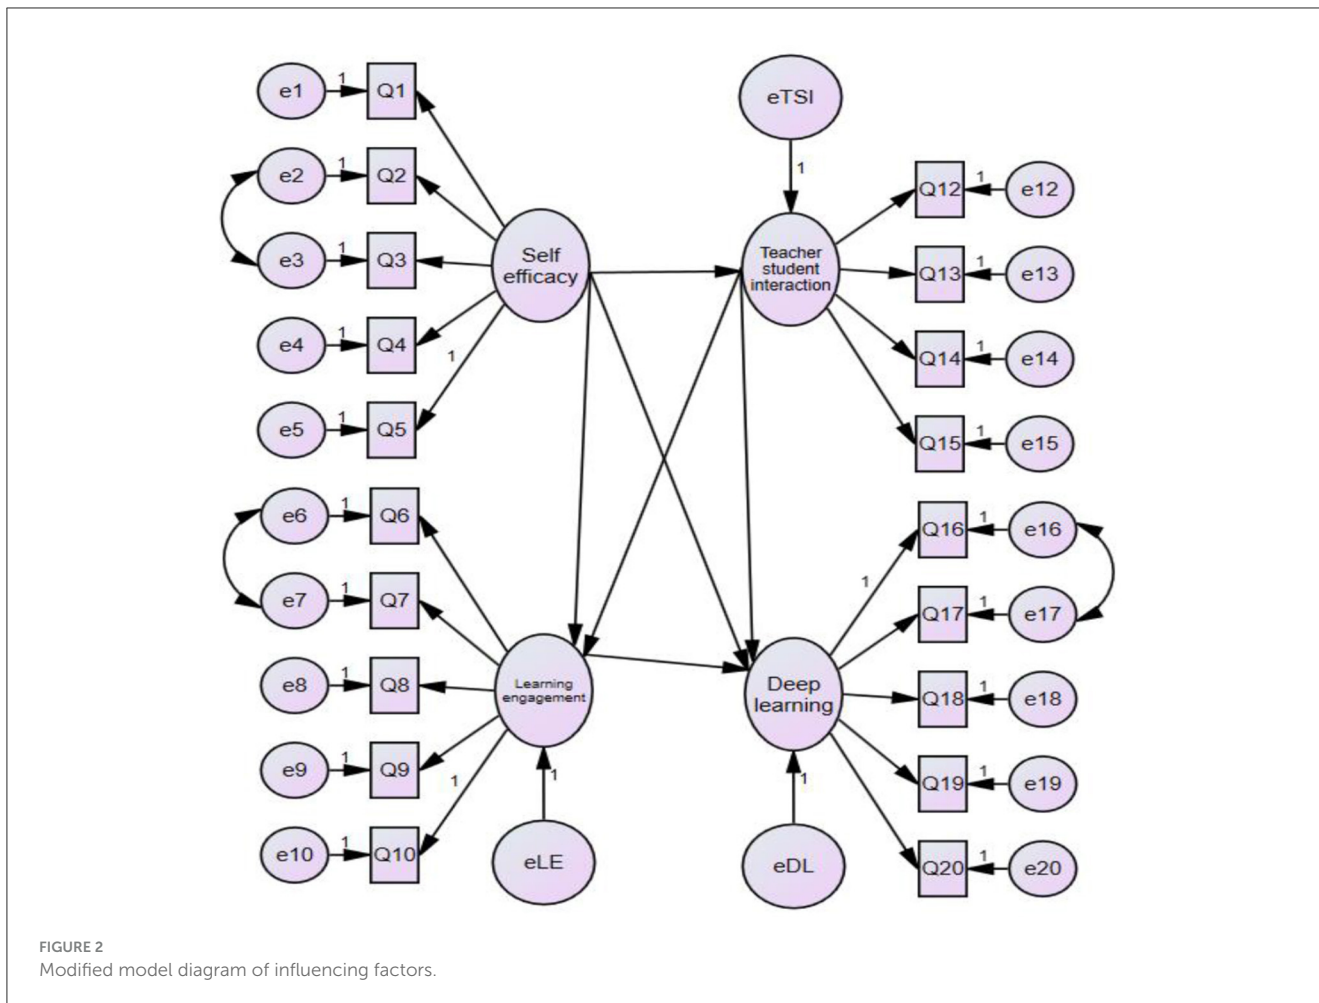 e1
1
Q1
e2
1
Q2
e3
1
Q3
e4
1
Q4
e5
1
Q5
1
Self
efficacy
eTSI
1
Teacher
student
interaction
Q12
1
e12
Q13
1
e13
Q14
1
e14
Q15
1
e15
e6
1
Q6
e7
1
Q7
e8
1
Q8
e9
1
Q9
e10
1
Q10
1
Learning
engagement
1
eLE
Deep
learning
1
eDL
1
Q16
1
e16
Q17
1
e17
Q18
1
e18
Q19
1
e19
Q20
1
e20
FIGURE 2
Modified model diagram of influencing factors.